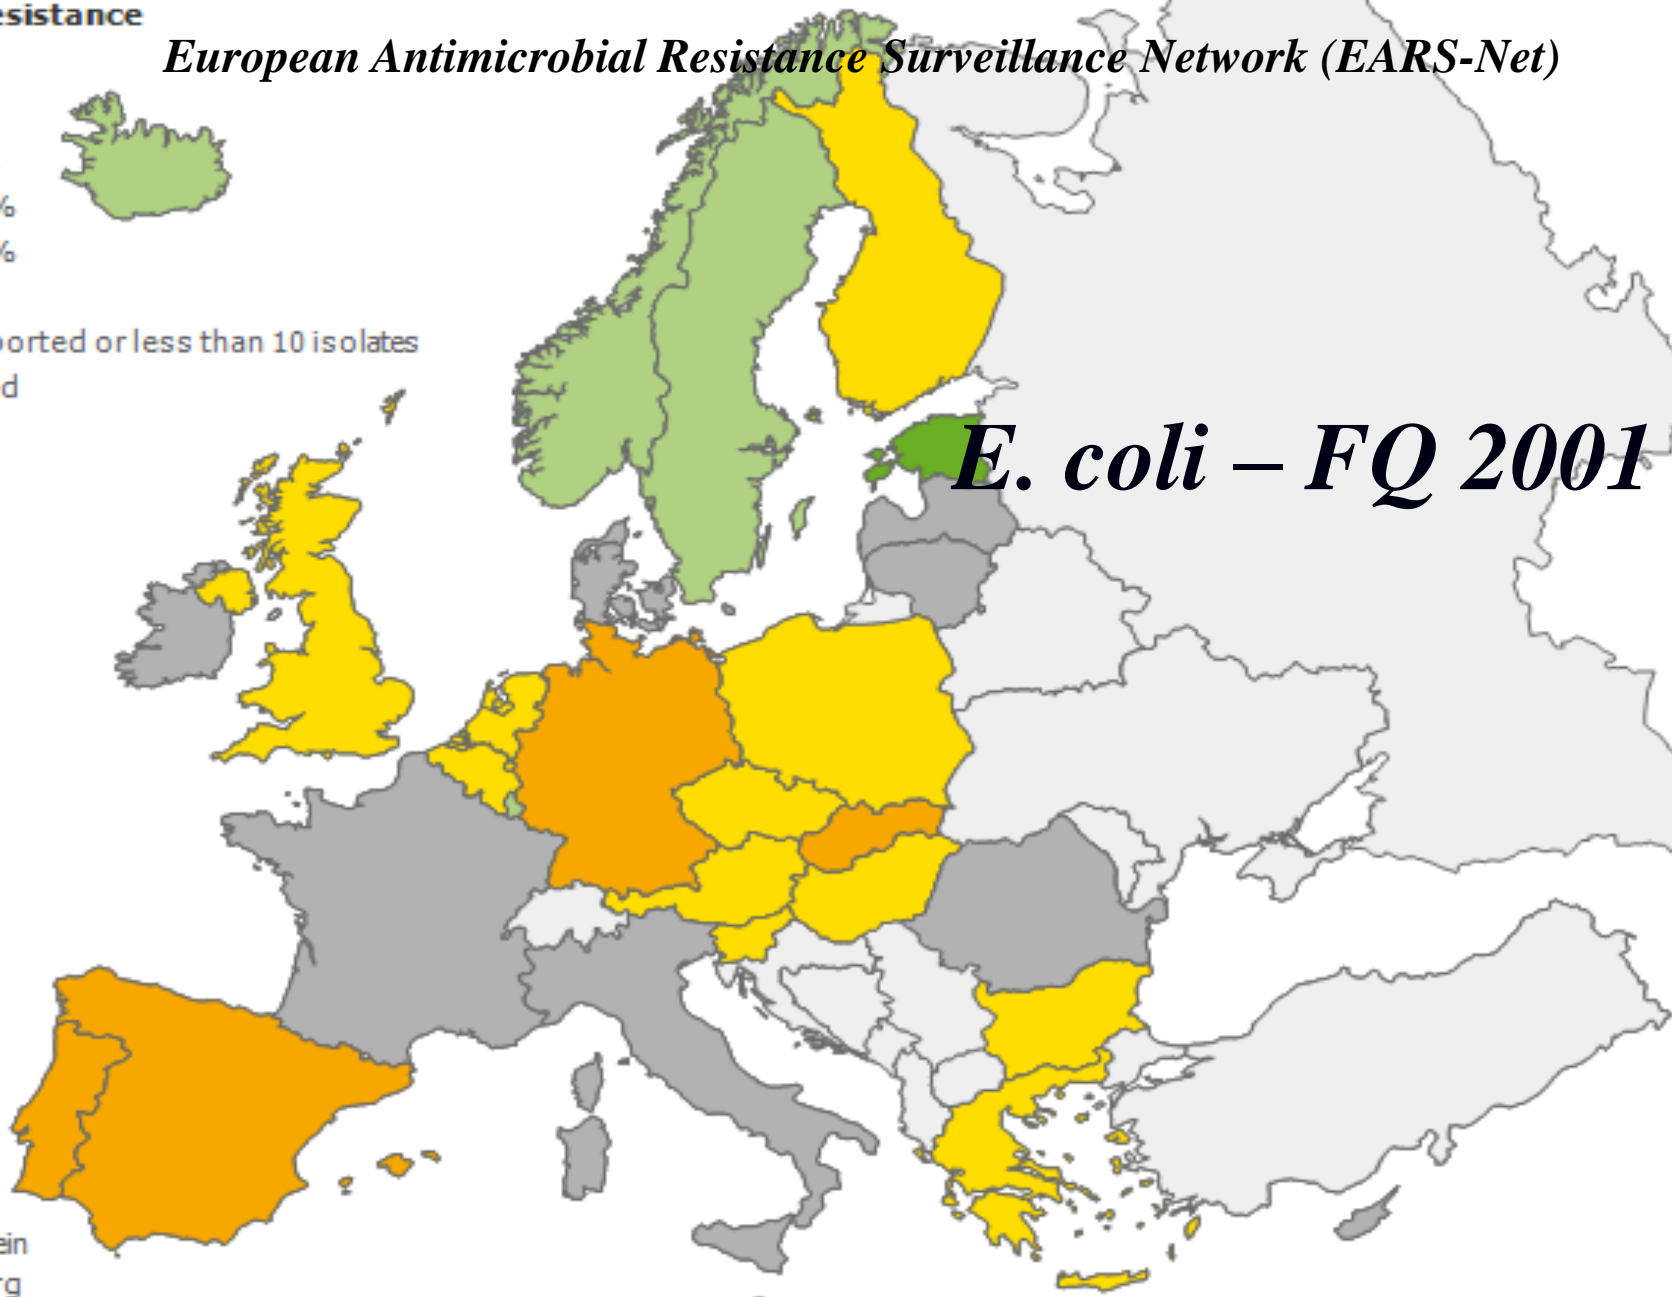 esistance
European Antimicrobial Resistance Surveillance Network (EARS-Net)
%
%
orted or less than 10 isolates
d
E. coli – FQ 2001
ein
rg